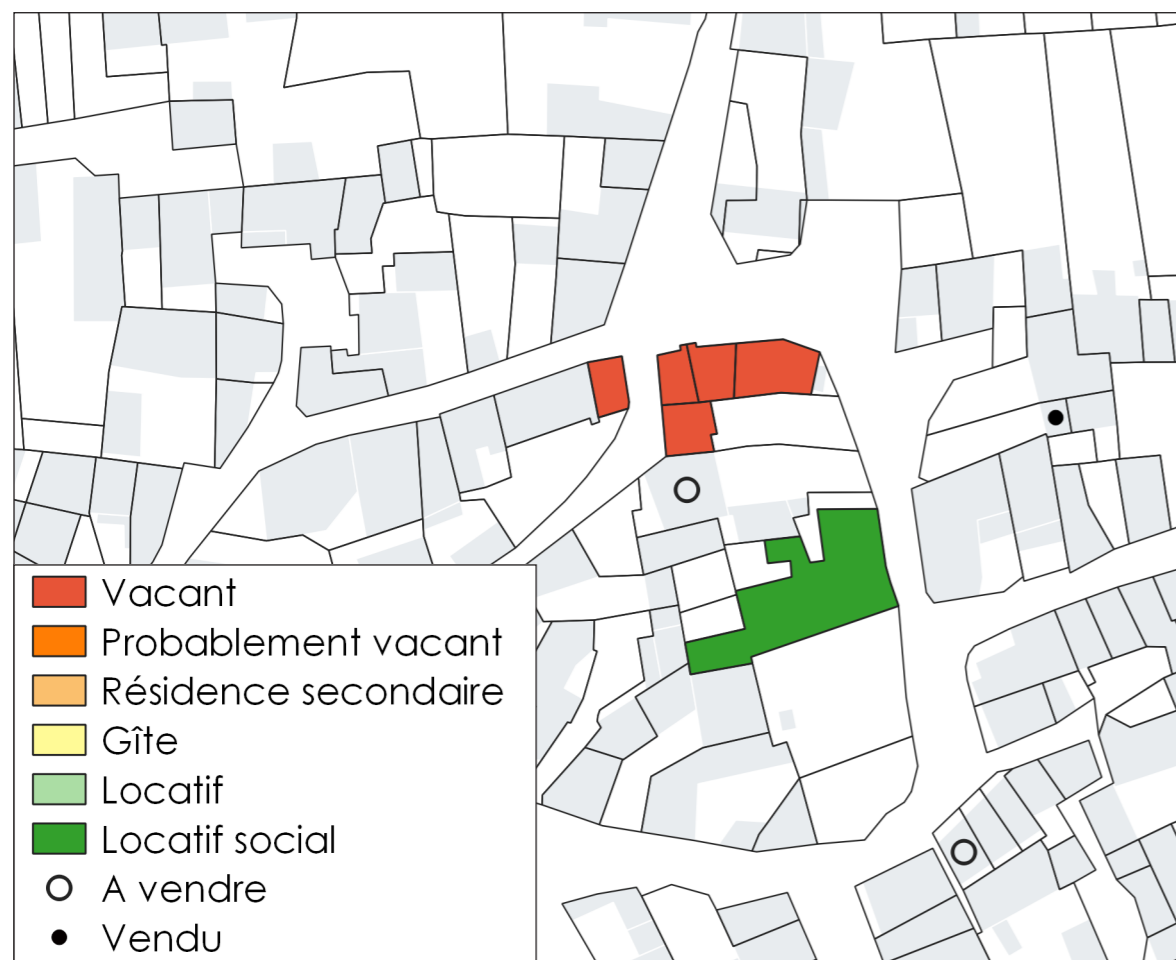 Vacant
Probablement vacant
Résidence secondaire
Gîte
Locatif
Locatif social
A vendre
Vendu